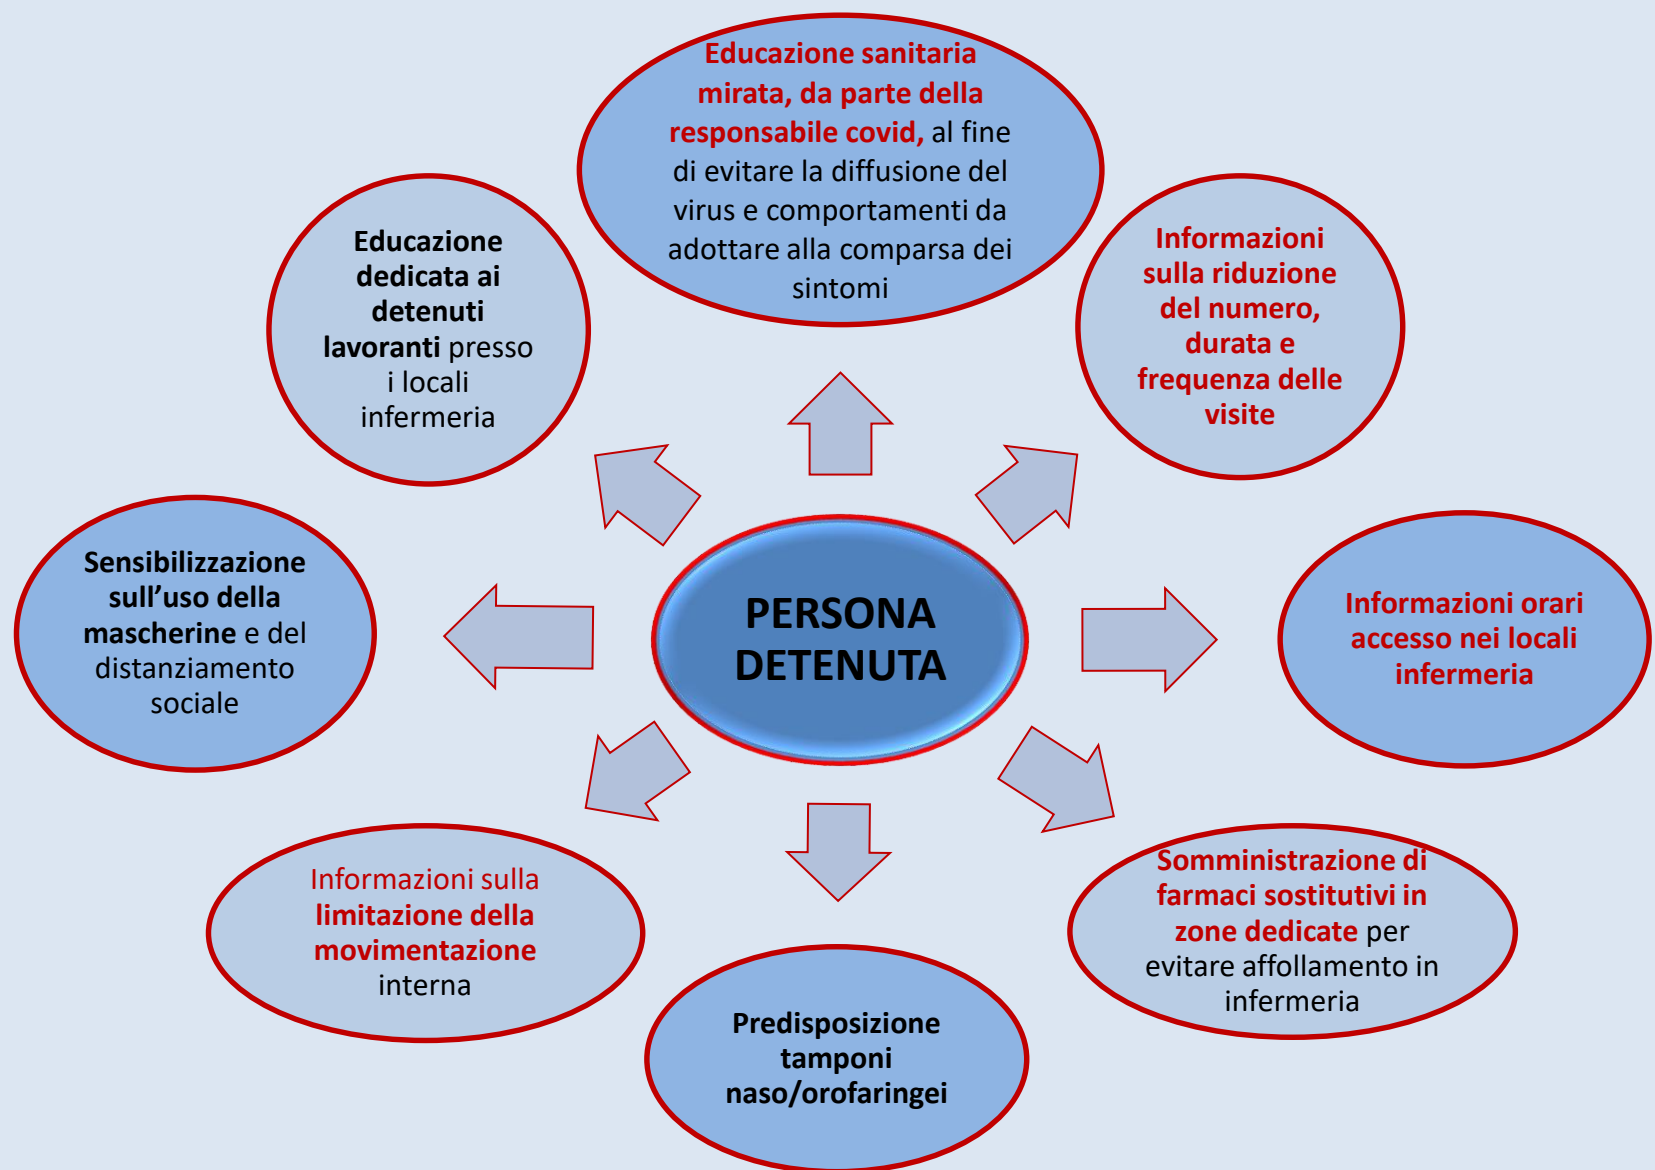 Educazione sanitaria
mirata, da parte della
responsabile covid, al fine
di evitare la diffusione del
virus e comportamenti da
adottare alla comparsa dei
sintomi
Educazione
dedicata ai
detenuti
lavoranti presso
i locali
infermeria
Informazioni
sulla riduzione
del numero,
durata e
frequenza delle
visite
Sensibilizzazione
sull’uso della
mascherine e del
distanziamento
sociale
PERSONA
DETENUTA
Informazioni orari
accesso nei locali
infermeria
Informazioni sulla
limitazione della
movimentazione
interna
Somministrazione di
farmaci sostitutivi in
zone dedicate per
evitare affollamento in
infermeria
Predisposizione
tamponi
naso/orofaringei